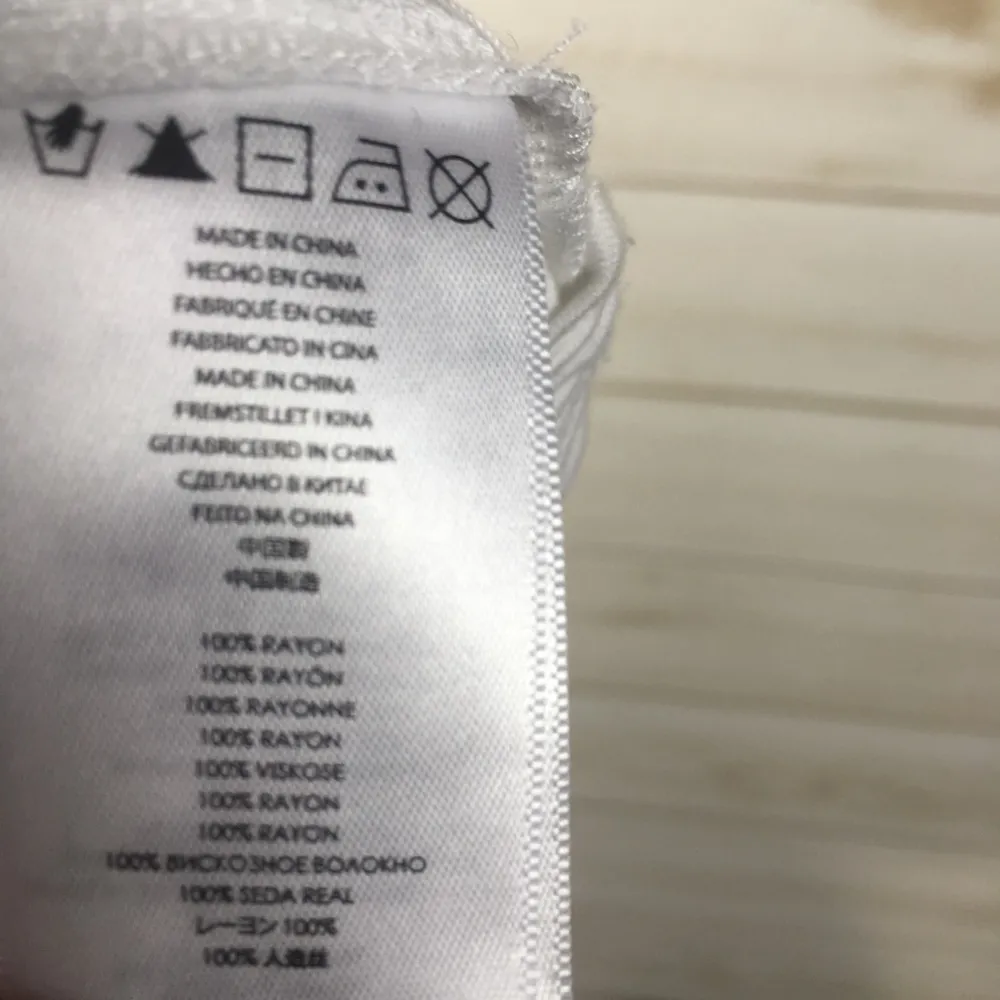 MADE IN CHINA
HECHO EN CHINA
FABRIQUÉ EN CHINE
FABBRICATO IN CINA
MADE IN CHINA
FREMSTILLET I KINA
GEFABRICEERD IN CHINA
СДЕЛАНО В КИТАЕ
FEITO NA CHINA
中国製
中国制造
100% RAYON
100% RAYÓN
100% RAYONNE
100% RAYON
100% VISKOSE
100% RAYON
100% RAYON
100% ВИСКОЗНОЕ ВОЛОКНО
100% SEDA REAL
レーヨン 100%
100% 人造丝